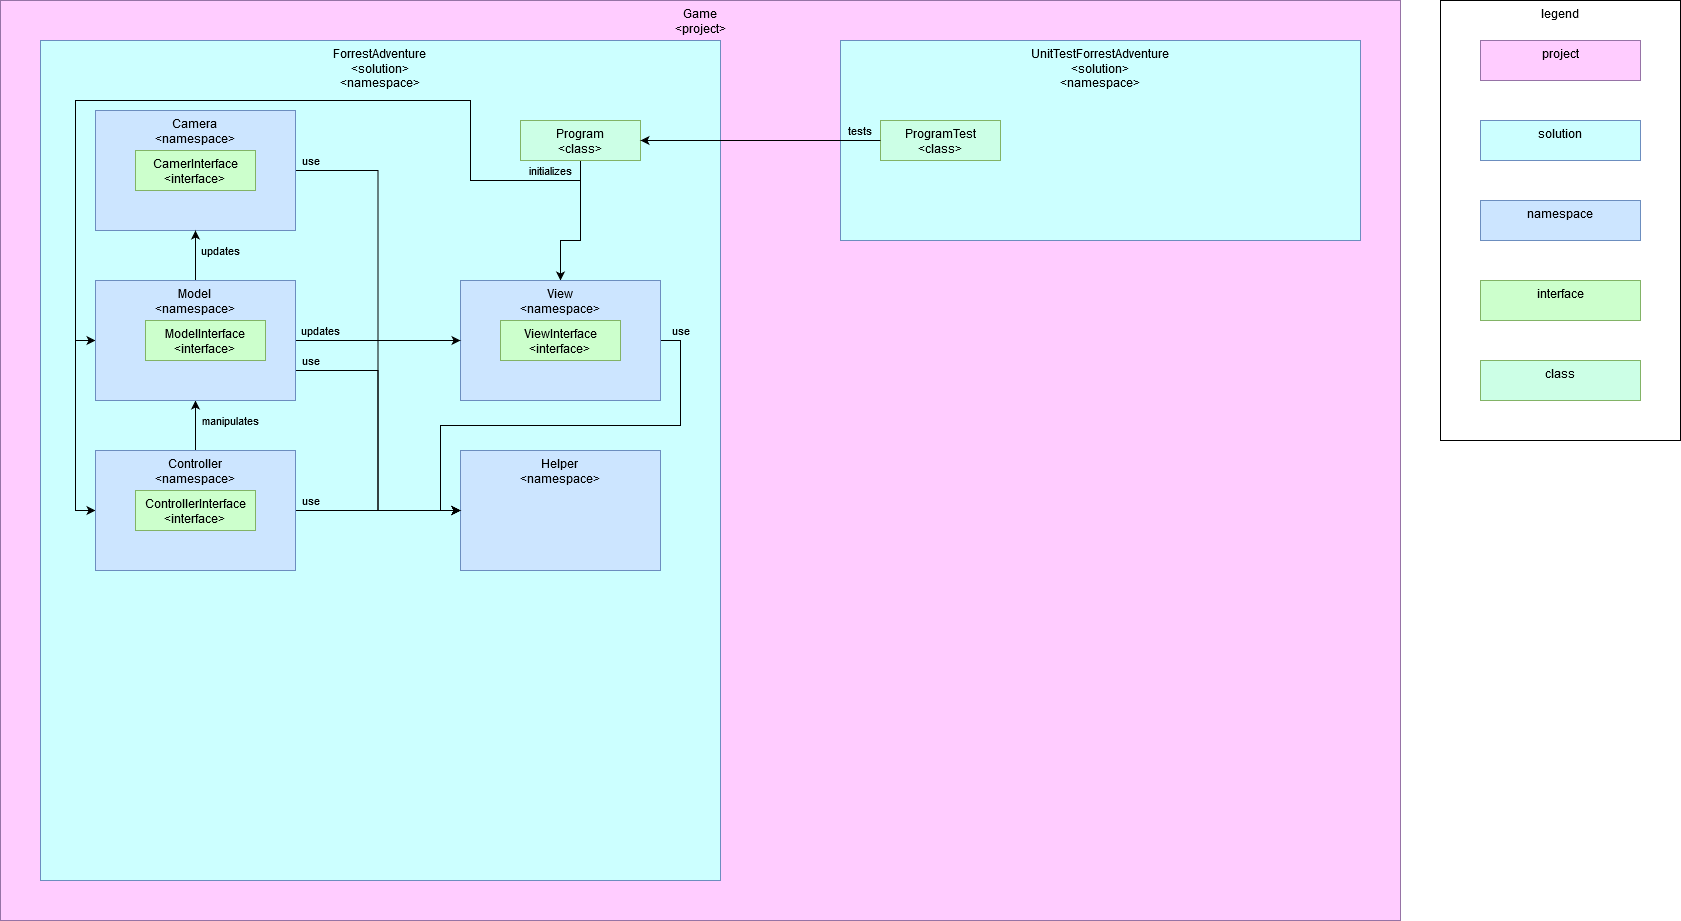 Game
<project>
ForrestAdventure
<solution>
<namespace>
Camera
<namespace>
CamerInterface
<interface>
use
updates
Program
<class>
initializes
Model
<namespace>
ModelInterface
<interface>
updates
use
manipulates
View
<namespace>
ViewInterface
<interface>
use
Controller
<namespace>
ControllerInterface
<interface>
use
Helper
<namespace>
UnitTestForrestAdventure
<solution>
<namespace>
tests
ProgramTest
<class>
legend
project
solution
namespace
interface
class